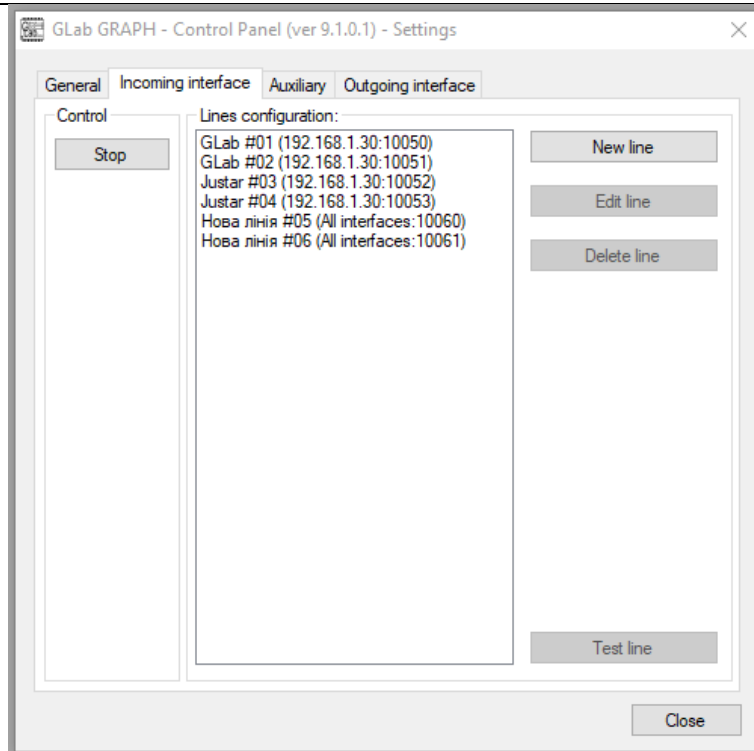 GLab GRAPH - Control Panel (ver 9.1.0.1) - Settings
General Incoming interface Auxiliary Outgoing interface
Control
Stop
Lines configuration:
GLab #01 (192.168.1.30:10050)
GLab #02 (192.168.1.30:10051)
Justar #03 (192.168.1.30:10052)
Justar #04 (192.168.1.30:10053)
Нова лінія #05 (All interfaces:10060)
Нова лінія #06 (All interfaces:10061)
New line
Edit line
Delete line
Test line
Close